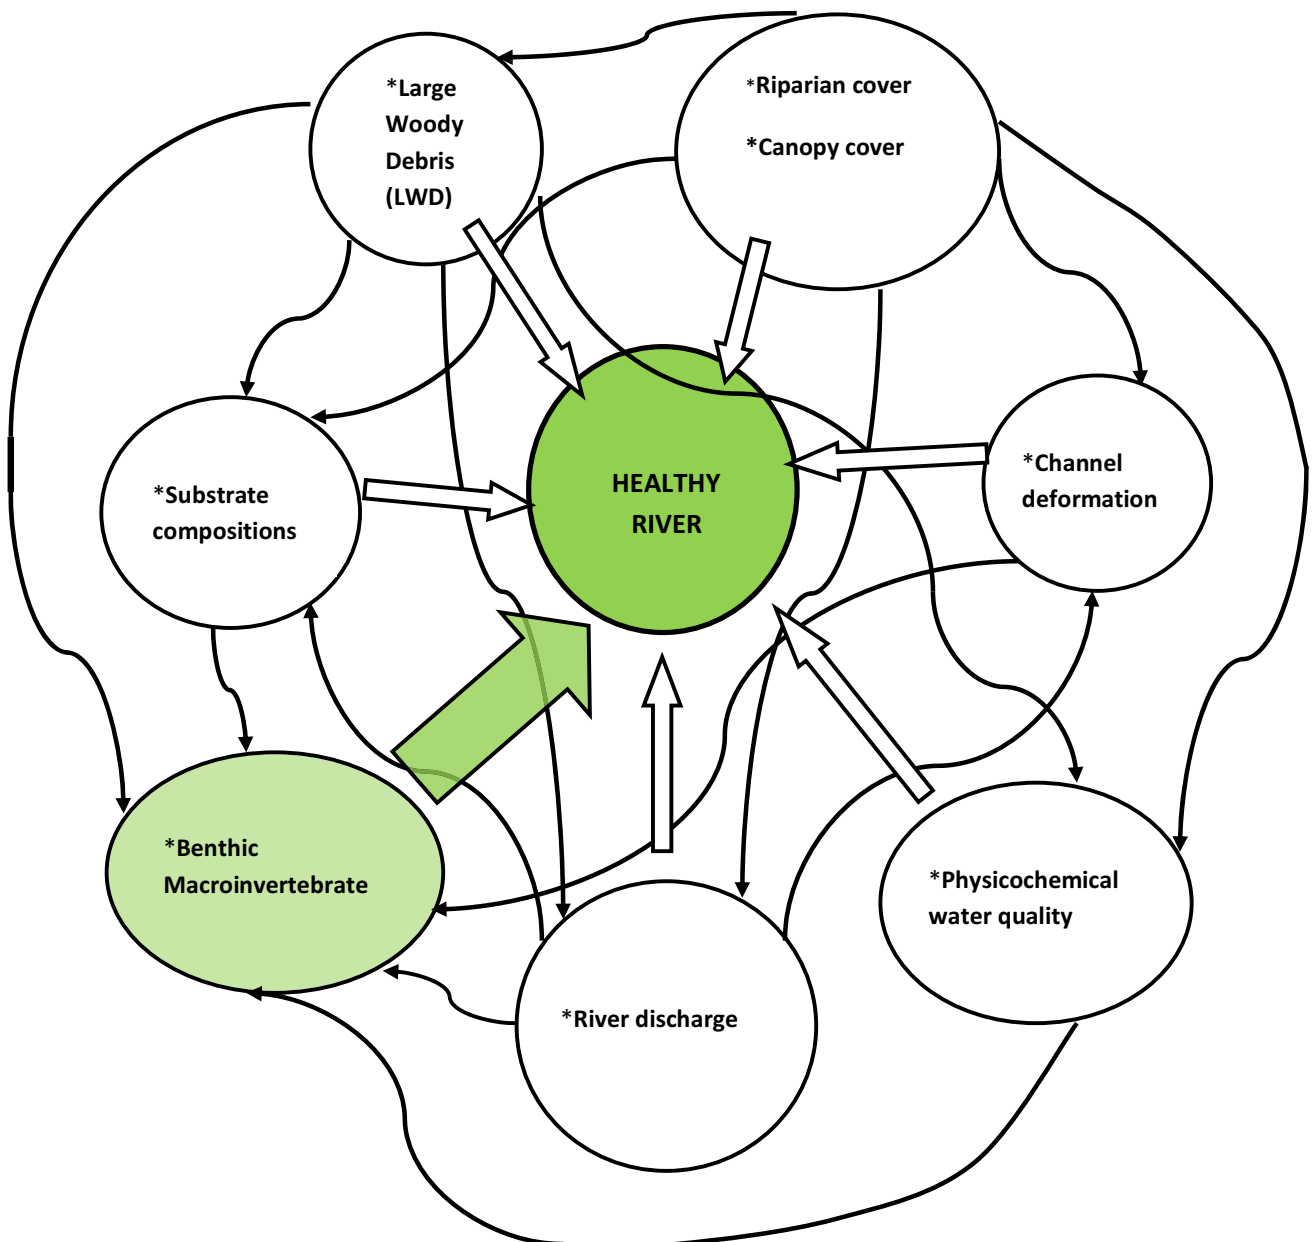 *Large
Woody
Debris
(LWD)
*Riparian cover
*Canopy cover
HEALTHY
RIVER
*Channel
deformation
*Substrate
compositions
*Benthic
Macroinvertebrate
*Physicochemical
water quality
*River discharge